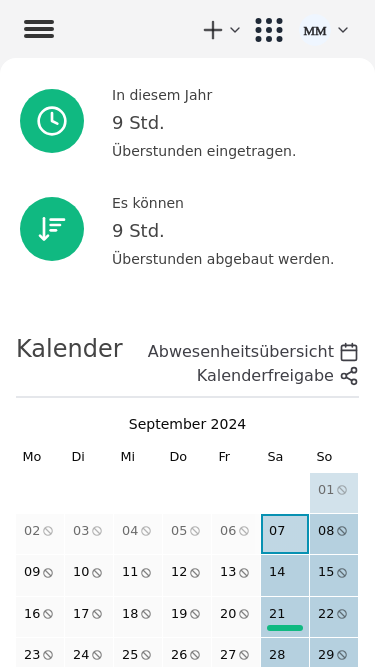 MM
In diesem Jahr
9 Std.
Überstunden eingetragen.
Es können
9 Std.
Überstunden abgebaut werden.
Kalender
Abwesenheitsübersicht
Kalenderfreigabe
September 2024
Mo Di Mi Do Fr Sa So
01
02 03 04 05 06 07 08
09 10 11 12 13 14 15
16 17 18 19 20 21 22
23 24 25 26 27 28 29